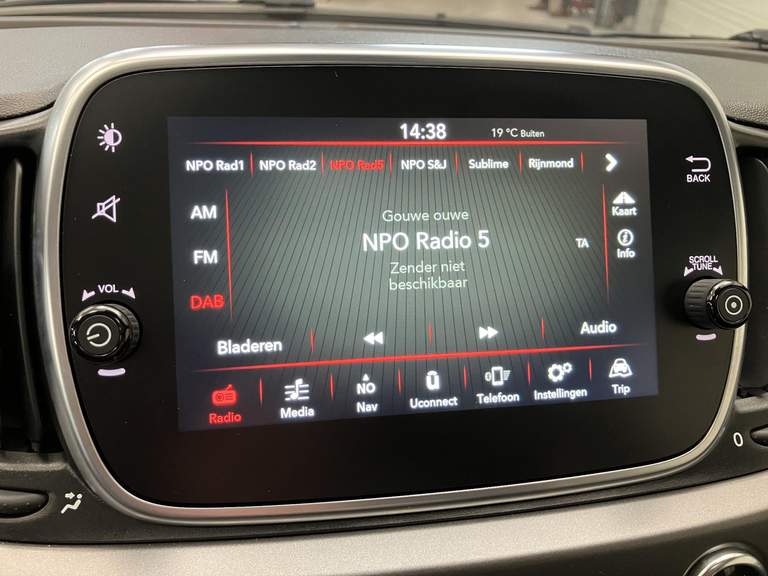 14:38
19 °C Buiten
NPO Rad1 NPO Rad2 NPO Rad5 NPO S&J Sublime Rijnmond
BACK
AM
FM
DAB
Gouwe ouwe
NPO Radio 5
Zender niet
beschikbaar
TA
Kaart
Info
VOL
SCROLL
TUNE
Bladeren
Audio
Radio
Media
NO
Nav
Uconnect
Telefoon
Instellingen
Trip
0